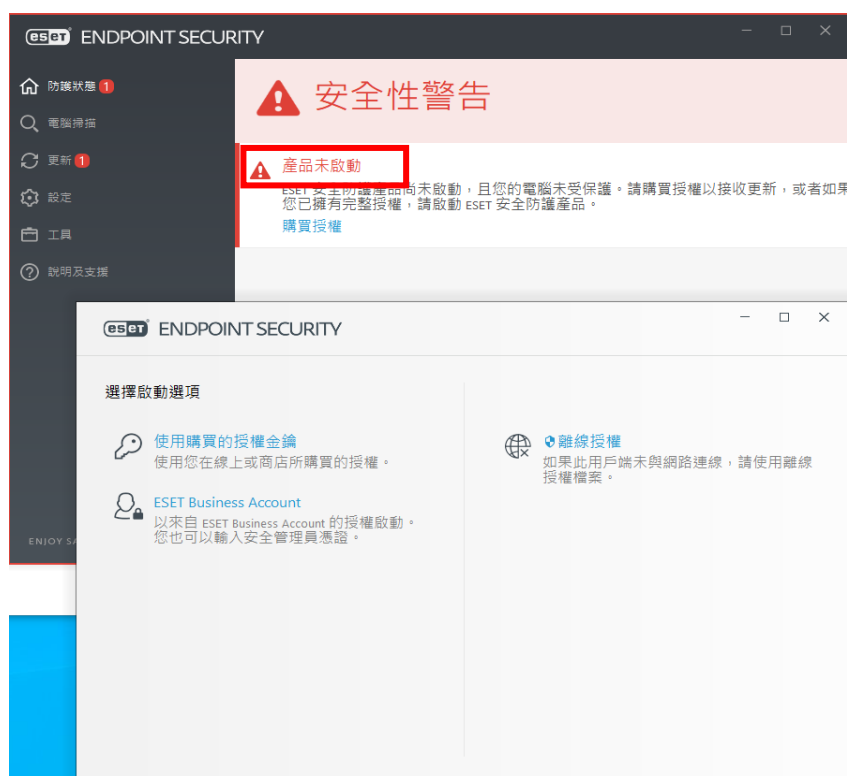 eset ENDPOINT SECURITY
防護狀態 1
電腦掃描
更新 1
設定
工具
說明及支援
安全性警告
產品未啟動
ESET 安全防護產品尚未啟動，且您的電腦未受保護。請購買授權以接收更新，或者如果
您已擁有完整授權，請啟動 ESET 安全防護產品。
購買授權
ENJOY
eset ENDPOINT SECURITY
選擇啟動選項
使用購買的授權金鑰
使用您在線上或商店所購買的授權。
ESET Business Account
以來自 ESET Business Account 的授權啟動。
您也可以輸入安全管理員憑證。
離線授權
如果此用戶端未與網路連線，請使用離線
授權檔案。